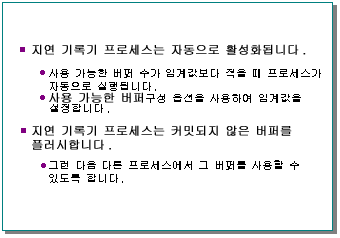 지연 기록기 프로세스는 자동으로 활성화됩니다.
사용 가능한 버퍼 수가 임계값보다 적을 때 프로세스가
자동으로 실행됩니다.
사용 가능한 버퍼구성 옵션을 사용하여 임계값을
설정합니다.
지연 기록기 프로세스는 커밋되지 않은 버퍼를
플러시합니다.
그런 다음 다른 프로세스에서 그 버퍼를 사용할 수
있도록 합니다.